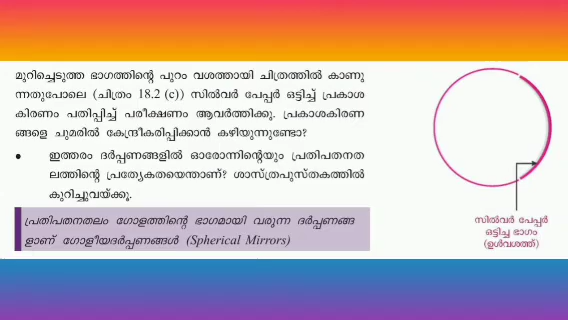 മുറിച്ചെടുത്ത ഭാഗത്തിന്റെ പുറം വശത്തായി ചിത്രത്തിൽ കാണു
ന്നതുപോലെ (ചിത്രം 18.2 (c)) സിൽവർ പേപ്പർ ഒട്ടിച്ച് പ്രകാശ
കിരണം പതിപ്പിച്ച് പരീക്ഷണം ആവർത്തിക്കൂ. പ്രകാശകിരണ
ങ്ങളെ ചുമരിൽ കേന്ദ്രീകരിപ്പിക്കാൻ കഴിയുന്നുണ്ടോ?
• ഇത്തരം ദർപ്പണങ്ങളിൽ ഓരോന്നിന്റെയും പ്രതിപതനത
ലത്തിന്റെ പ്രത്യേകതയെന്താണ്? ശാസ്ത്രപുസ്തകത്തിൽ
കുറിച്ചുവയ്ക്കൂ.
പ്രതിപതനതലം ഗോളത്തിന്റെ ഭാഗമായി വരുന്ന ദർപ്പണങ്ങ
ളാണ് ഗോളീയദർപ്പണങ്ങൾ (Spherical Mirrors)
സിൽവർ പേപ്പർ
ഒട്ടിച്ച ഭാഗം
(ഉൾവശത്ത്)